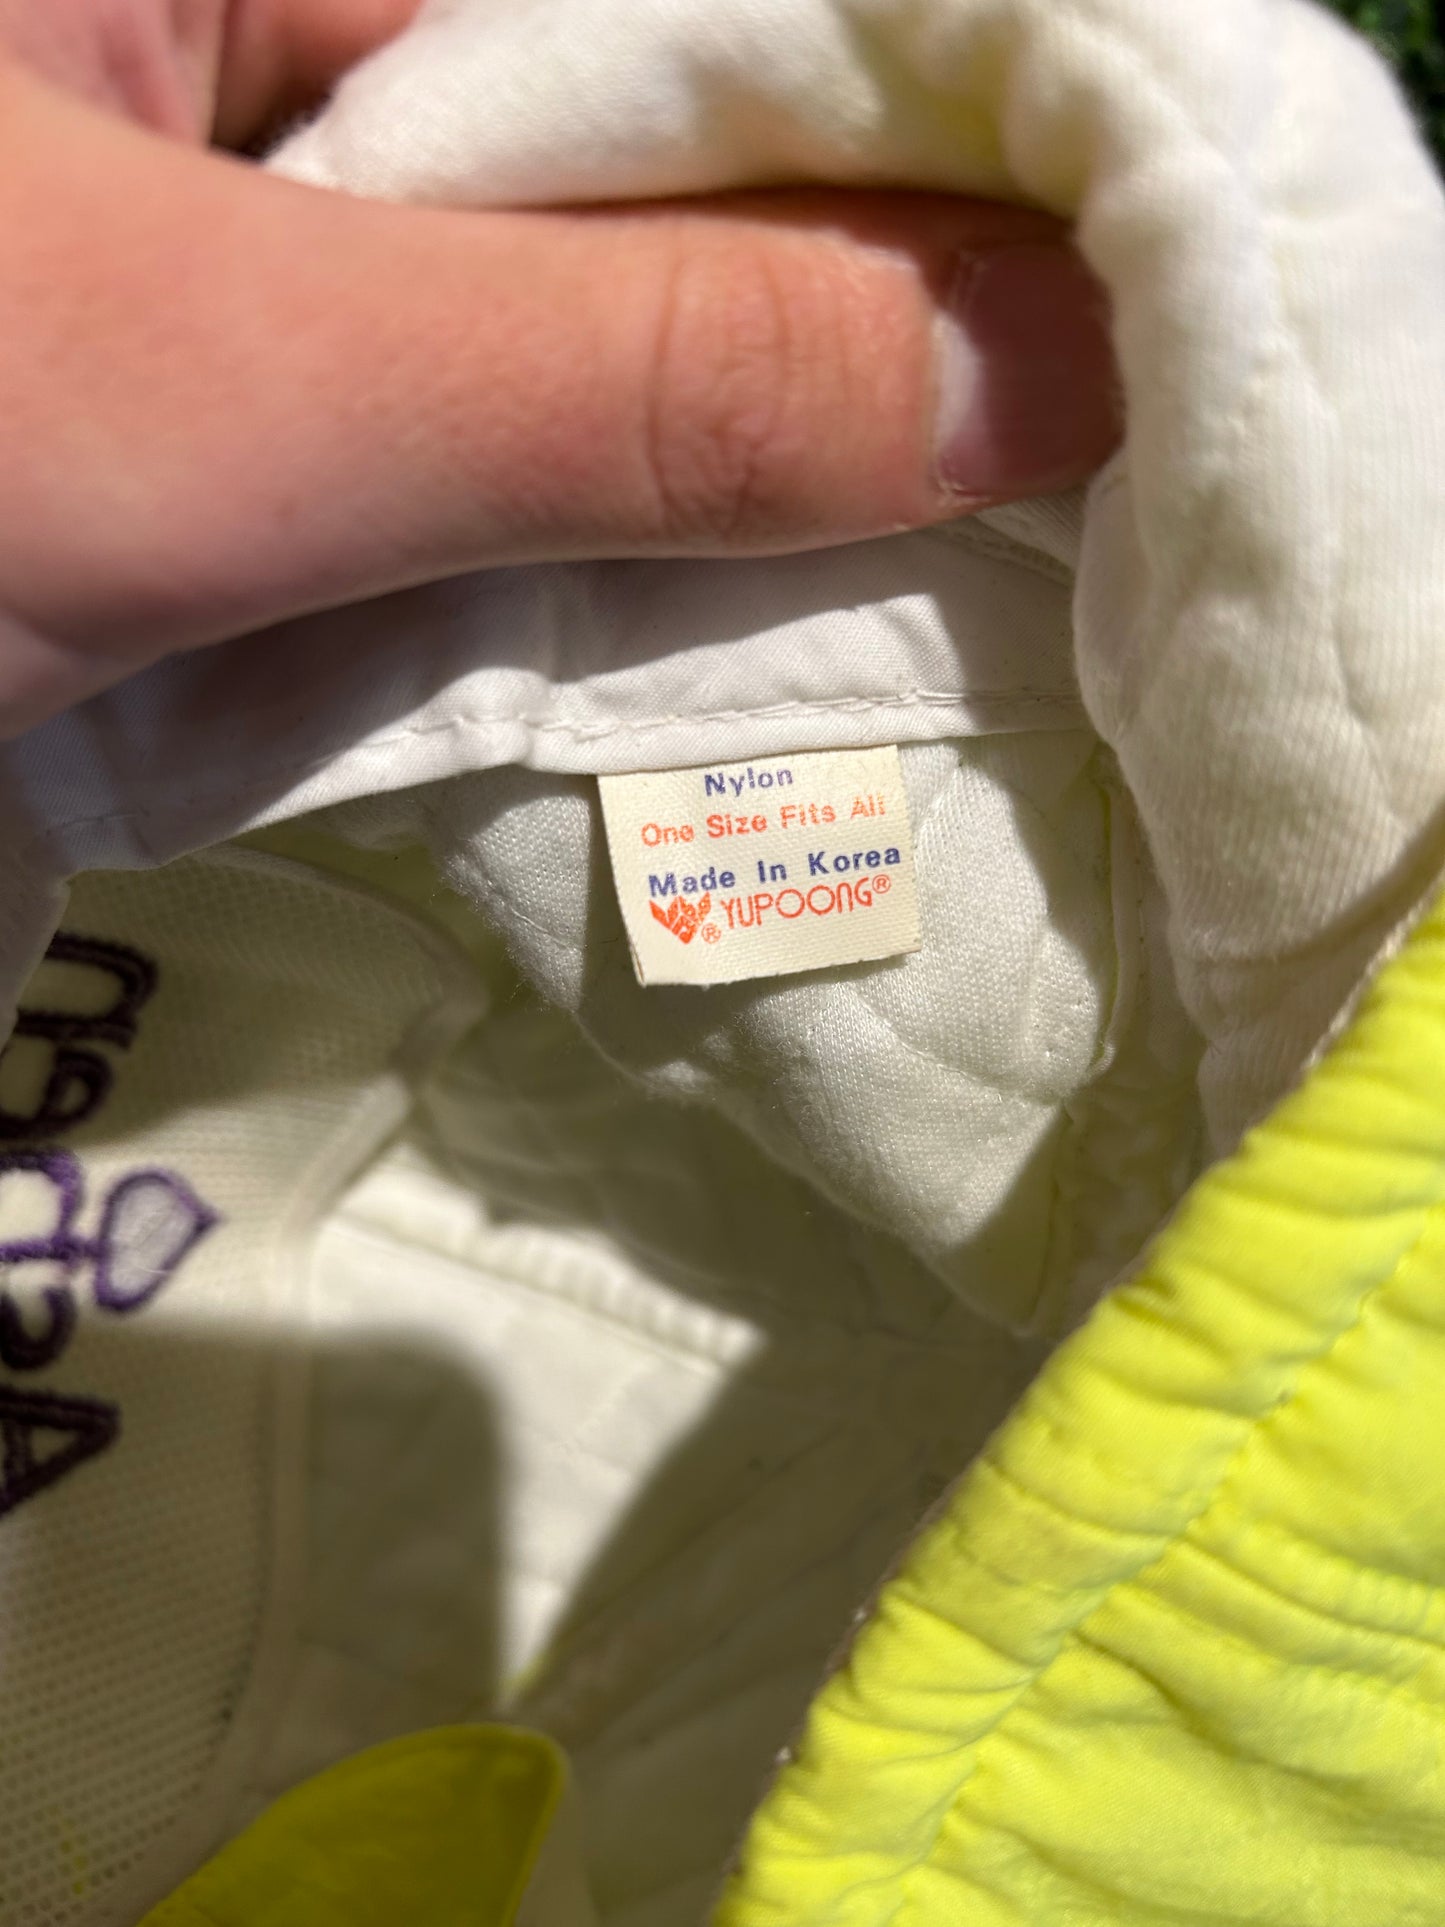 Nylon
One Size Fits All
Made In Korea
® YUPOONG®